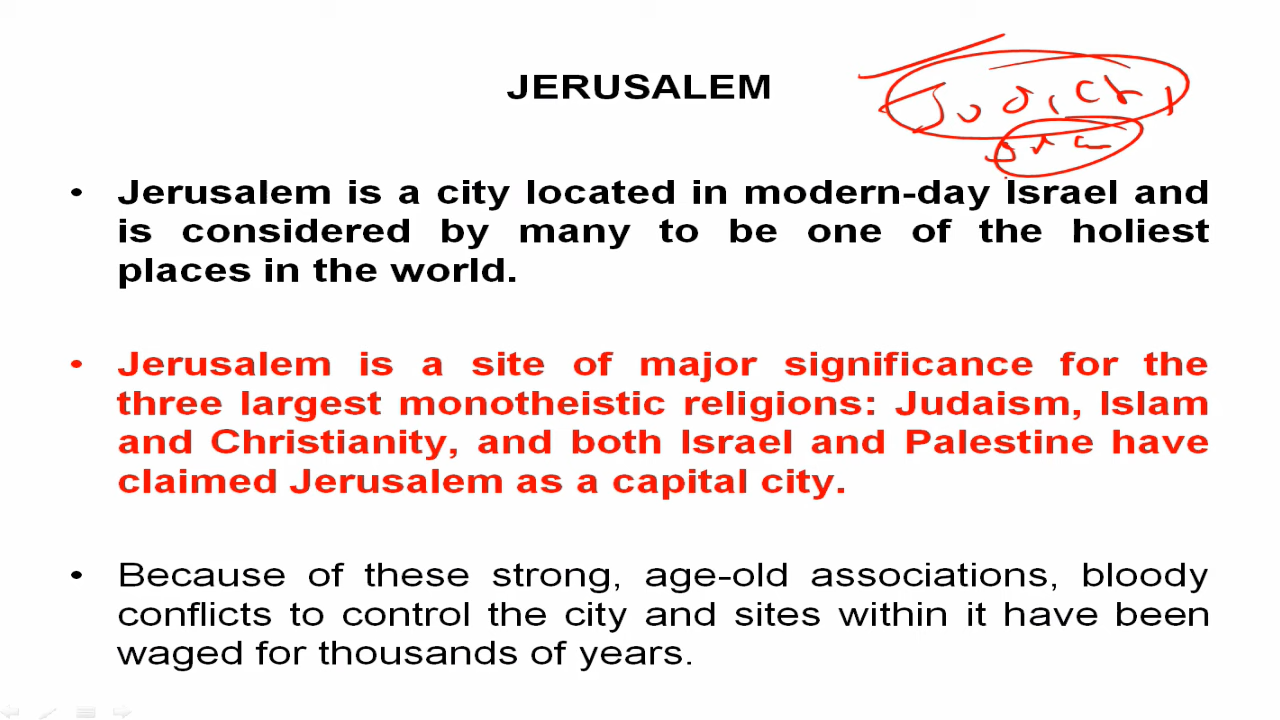 JERUSALEM
• Jerusalem is a city located in modern-day Israel and
is considered by many to be one of the holiest
places in the world.
• Jerusalem is a site of major significance for the
three largest monotheistic religions: Judaism, Islam
and Christianity, and both Israel and Palestine have
claimed Jerusalem as a capital city.
• Because of these strong, age-old associations, bloody
conflicts to control the city and sites within it have been
waged for thousands of years.